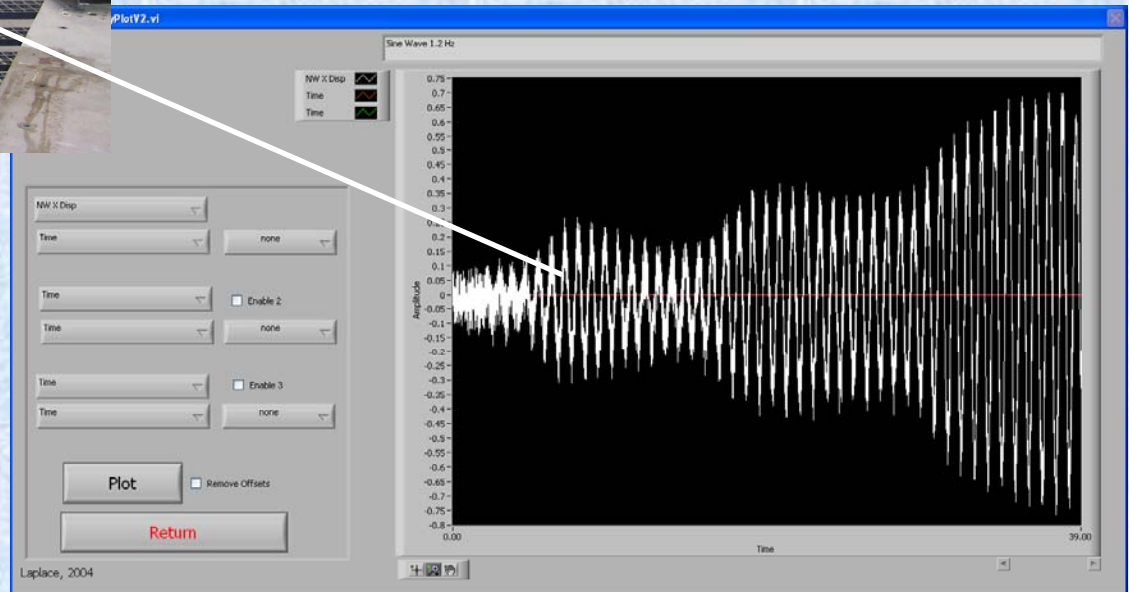 yPlotV2.vi
Sine Wave 1.2 Hz
NW X Disp
Time
Time
NW X Disp
Time none
Time Enable 2
Time none
Time Enable 3
Time none
Plot Remove Offsets
Return
Laplace, 2004
Amplitude
0.75
0.7
0.65
0.6
0.55
0.5
0.45
0.4
0.35
0.3
0.2
0.15
0.1
0.05
0
-0.05
-0.1
-0.15
-0.2
-0.25
-0.3
-0.35
-0.4
-0.45
-0.5
-0.55
-0.6
-0.65
-0.7
-0.75
-0.8
0.00 39.00
Time